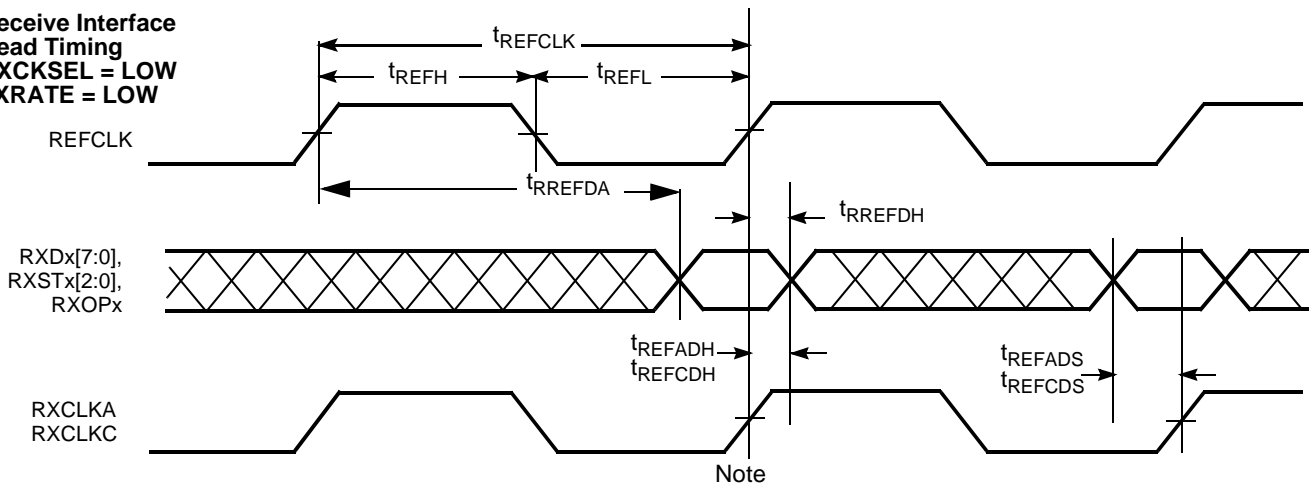 eceive Interface
ead Timing
XCKSEL = LOW
XRATE = LOW
tREFCLK
tREFH
tREFL
REFCLK
tRREFDA
tRREFDH
RXDx[7:0],
RXSTx[2:0],
RXOPx
tREFADH
tREFCDH
tREFADS
tREFCDS
RXCLKA
RXCLKC
Note